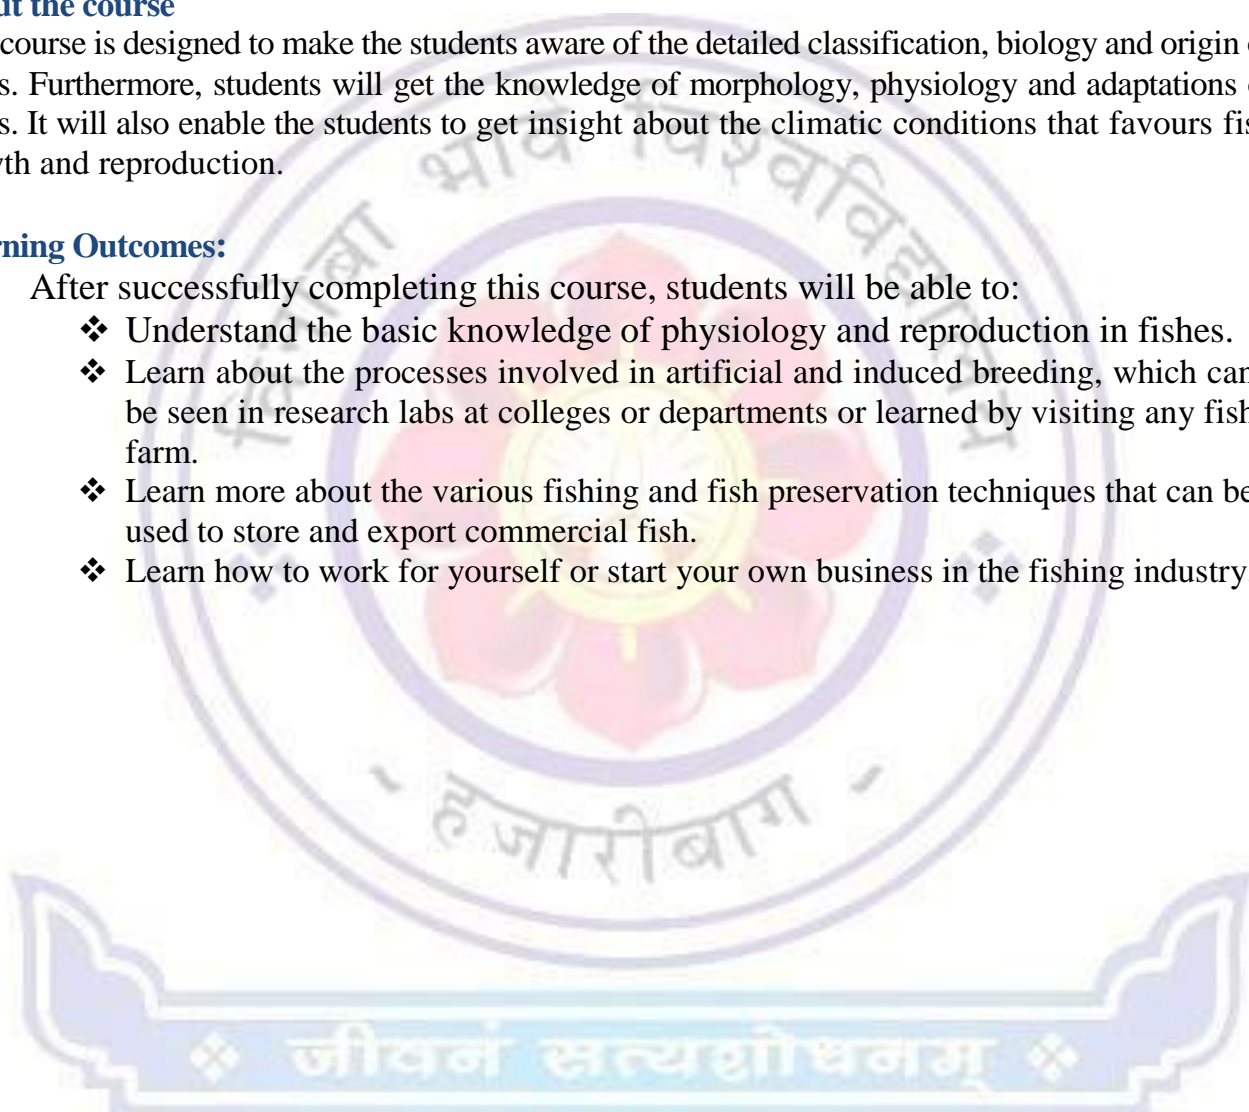 ut the course
course is designed to make the students aware of the detailed classification, biology and origin
s. Furthermore, students will get the knowledge of morphology, physiology and adaptations
s. It will also enable the students to get insight about the climatic conditions that favours fis
th and reproduction.
rning Outcomes:
After successfully completing this course, students will be able to:
❖ Understand the basic knowledge of physiology and reproduction in fishes.
❖ Learn about the processes involved in artificial and induced breeding, which can
be seen in research labs at colleges or departments or learned by visiting any fish
farm.
❖ Learn more about the various fishing and fish preservation techniques that can be
used to store and export commercial fish.
❖ Learn how to work for yourself or start your own business in the fishing industry.
विनोबा भावे विश्वविद्यालय
- हजारीबाग -
❖ जीवनं सत्यशोधनम् ❖